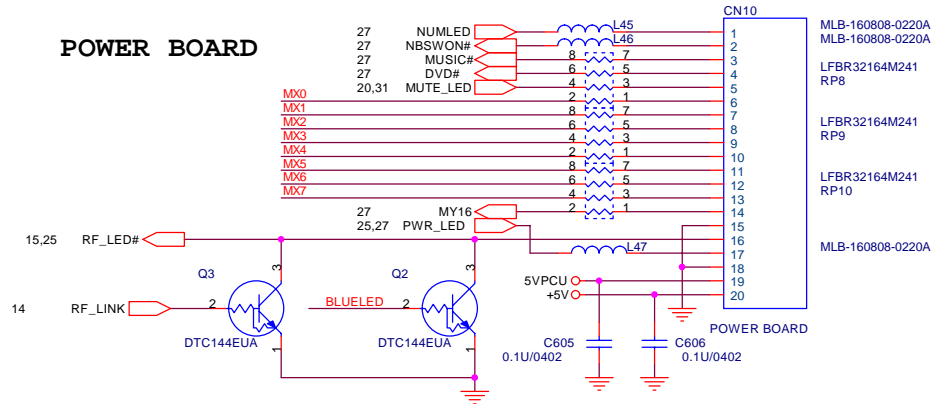 POWER BOARD
CN10
27 NUMLED L45 1 MLB-160808-0220A
27 NBSWON# L46 2 MLB-160808-0220A
27 MUSIC# 8 7 3
27 DVD# 6 5 4 LFBR32164M241
20,31 MUTE_LED 4 3 5 RP8
MX0 2 1 6
MX1 8 7 7
MX2 6 5 8 LFBR32164M241
MX3 4 3 9 RP9
MX4 2 1 10
MX5 8 7 11
MX6 6 5 12 LFBR32164M241
MX7 4 3 13 RP10
27 MY16 2 1 14
25,27 PWR_LED 15
15,25 RF_LED# 16
L47 17 MLB-160808-0220A
18
Q3 3 Q2 3 5VPCU 19
+5V 20
14 RF_LINK 2 BLUELED 2
POWER BOARD
DTC144EUA 1 DTC144EUA 1
C605 C606
0.1U/0402 0.1U/0402